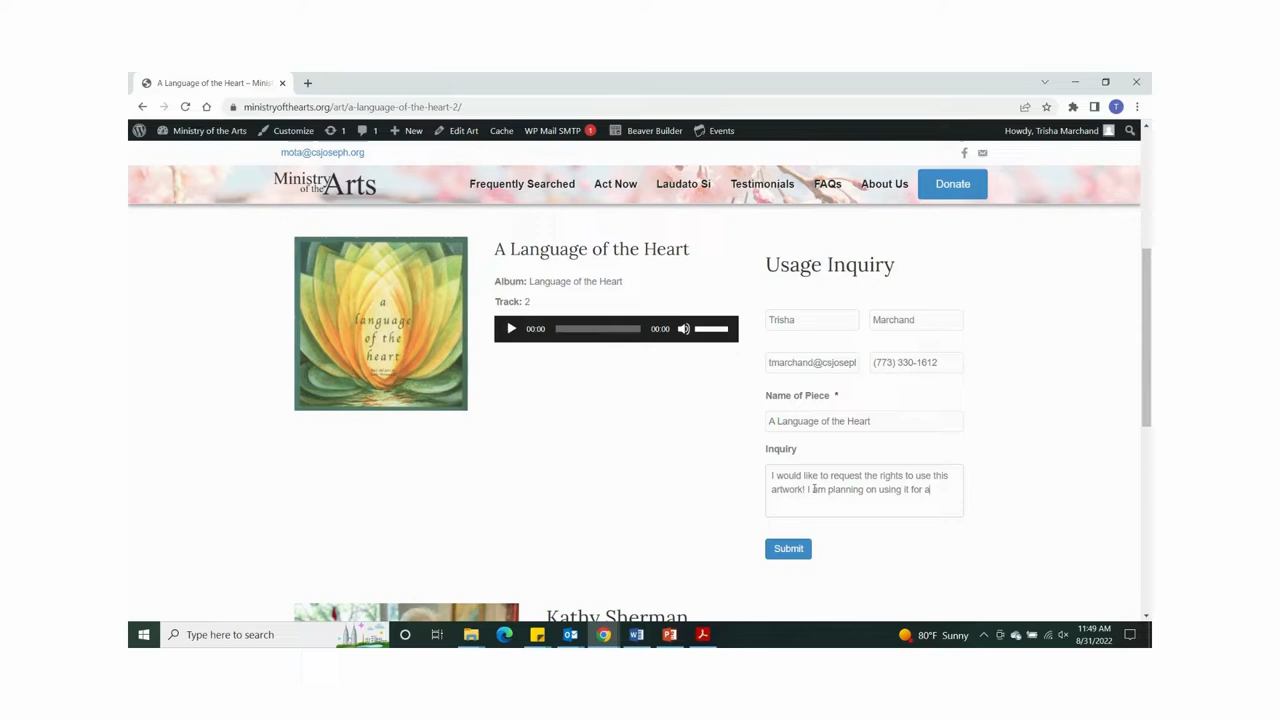 A Language of the Heart – Minis
ministryofthearts.org/art/a-language-of-the-heart-2/
T
Ministry of the Arts
Customize
1
1
New
Edit Art
Cache
WP Mail SMTP
1
Beaver Builder
Events
Howdy, Trisha Marchand
mota@csjoseph.org
Ministry
of the Arts
Frequently Searched
Act Now
Laudato Si
Testimonials
FAQs
About Us
Donate
a
language
of the
heart
A Language of the Heart
Album: Language of the Heart
Track: 2
00:00
00:00
Usage Inquiry
Trisha
Marchand
tmarchand@csjosepl
(773) 330-1612
Name of Piece *
A Language of the Heart
Inquiry
I would like to request the rights to use this
artwork! I am planning on using it for a
Submit
Kathy Sherman
Type here to search
80°F Sunny
11:49 AM
8/31/2022